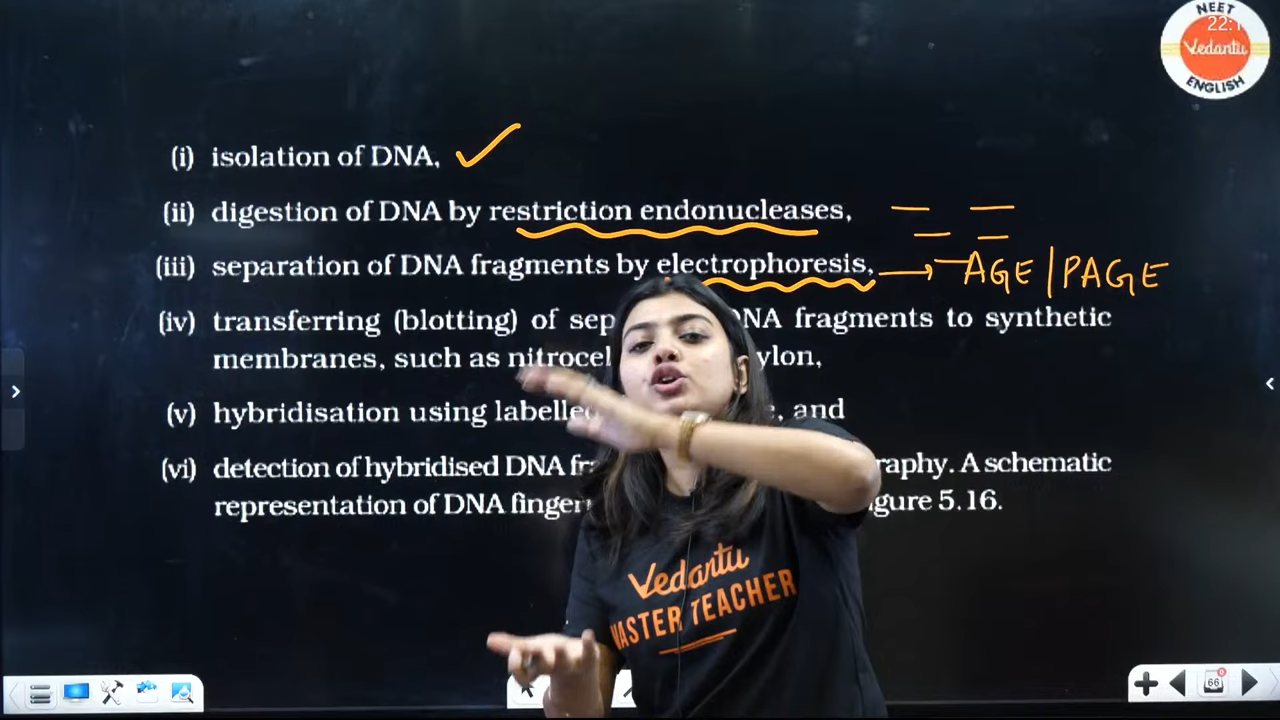 NEET
22:1
Vedantu
ENGLISH
(i) isolation of DNA,
(ii) digestion of DNA by restriction endonucleases,
(iii) separation of DNA fragments by electrophoresis, → AGE | PAGE
(iv) transferring (blotting) of sep DNA fragments to synthetic
membranes, such as nitrocel ylon,
(v) hybridisation using labelled , and
(vi) detection of hybridised DNA fra raphy. A schematic
representation of DNA finger gure 5.16.
Vedantu
MASTER TEACHER
66